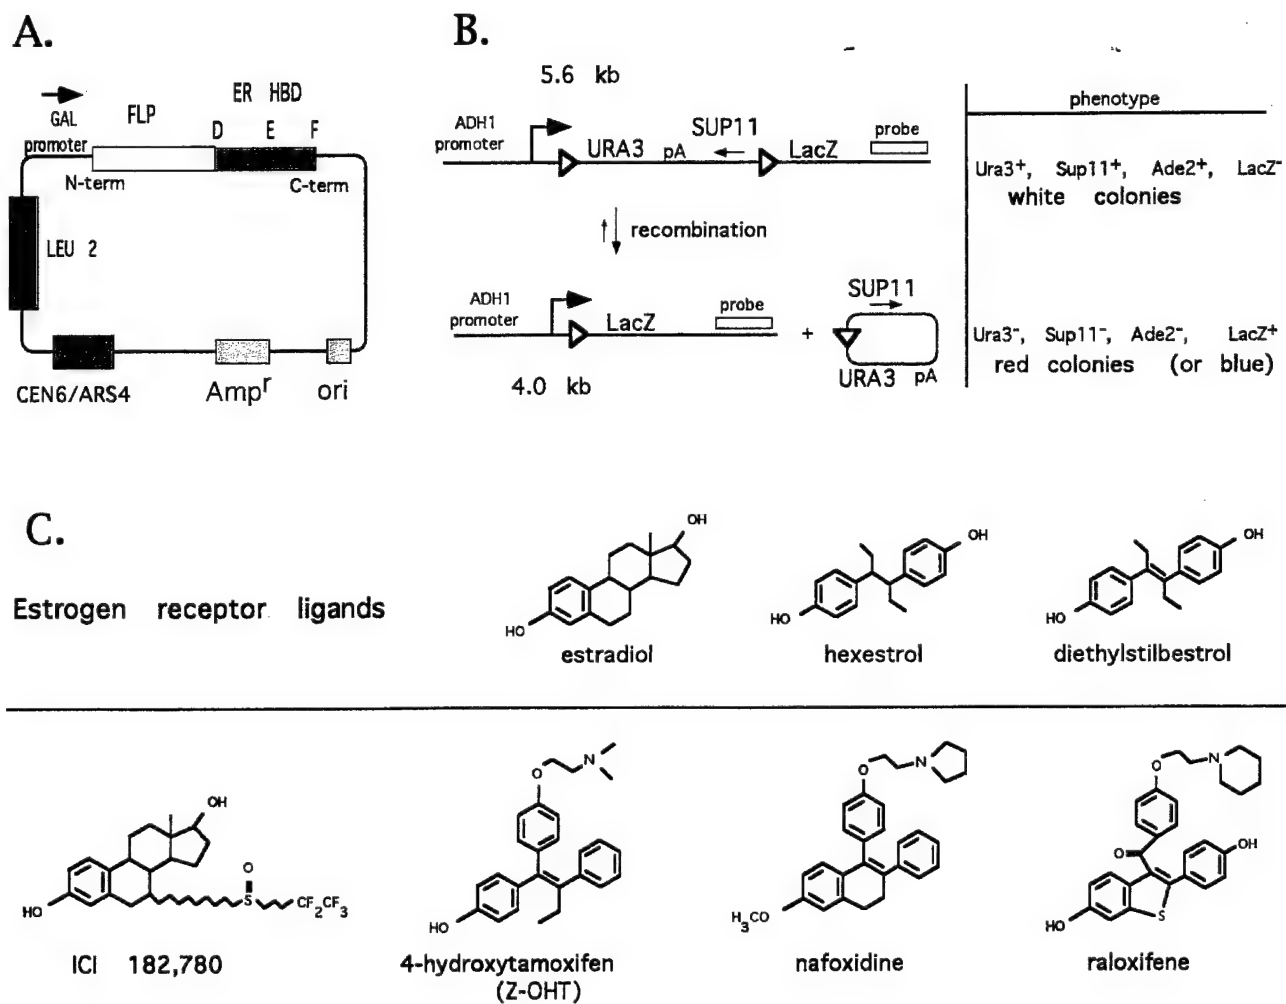 A.
GAL
promoter
FLP
ER HBD
D E F
N-term
C-term
LEU 2
CEN6/ARS4
Ampr
ori
B.
5.6 kb
ADH1
promoter
URA3
pA
SUP11
LacZ
probe
recombination
ADH1
promoter
LacZ
probe
+
SUP11
URA3 pA
4.0 kb
phenotype
Ura3+, Sup11+, Ade2+, LacZ-
white colonies
Ura3-, Sup11-, Ade2-, LacZ+
red colonies (or blue)
C.
Estrogen receptor ligands
OH
HO
estradiol
OH
HO
hexestrol
OH
HO
diethylstilbestrol
OH
HO
O
S
CF2CF3
ICI 182,780
O
N
HO
4-hydroxytamoxifen
(Z-OHT)
O
N
H3CO
nafoxidine
O
N
O
OH
HO
S
raloxifene